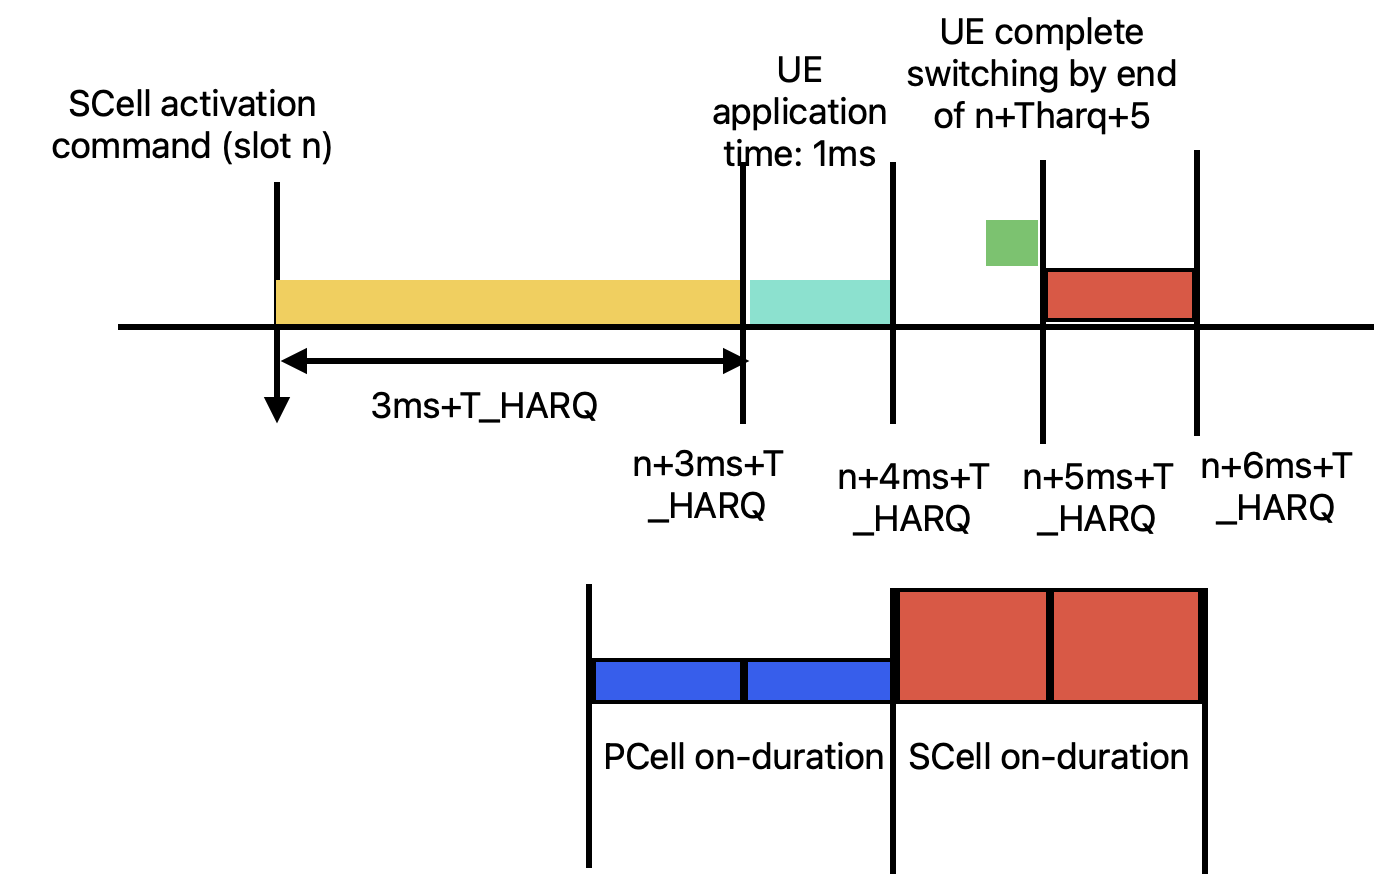 SCell activation
command (slot n)
UE
application
time: 1ms
UE complete
switching by end
of n+Tharq+5
3ms+T_HARQ
n+3ms+T
_HARQ
n+4ms+T
_HARQ
n+5ms+T
_HARQ
n+6ms+T
_HARQ
PCell on-duration
SCell on-duration